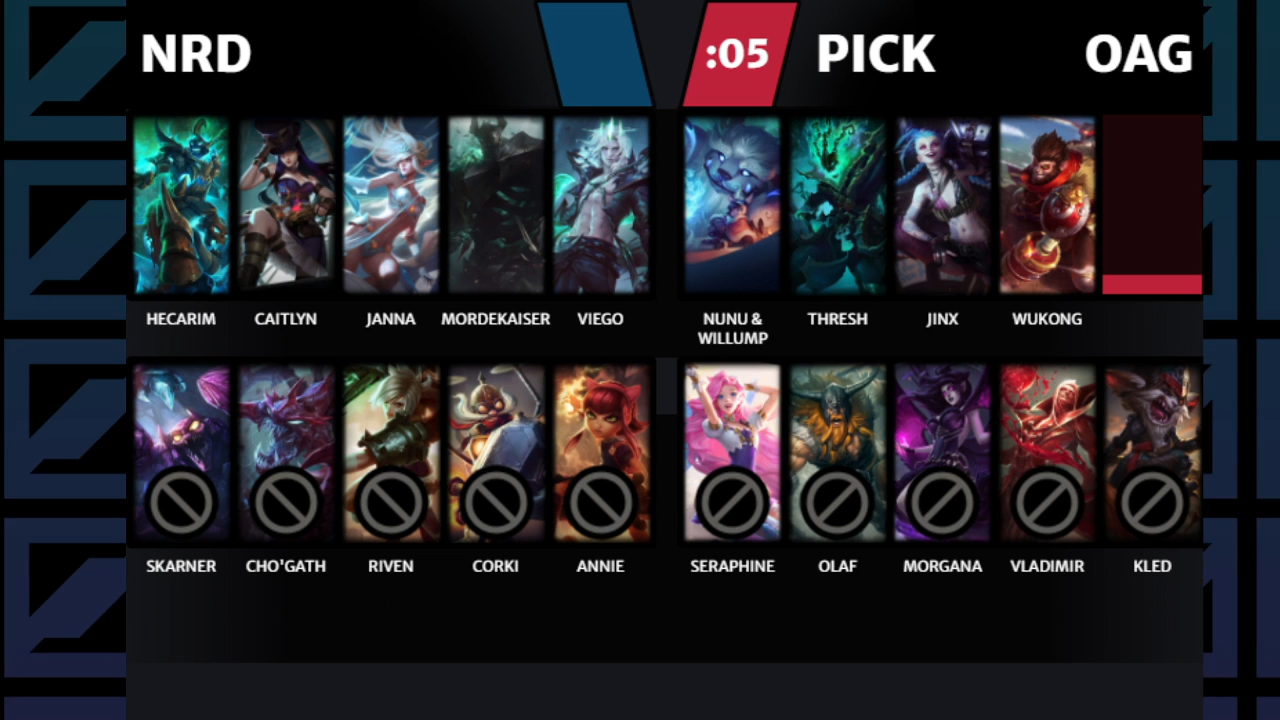 NRD
:05 PICK
OAG
HECARIM CAITLYN JANNA MORDEKAISER VIEGO
NUNU & WILLUMP THRESH JINX WUKONG
SKARNER CHO'GATH RIVEN CORKI ANNIE
SERAPHINE OLAF MORGANA VLADIMIR KLED